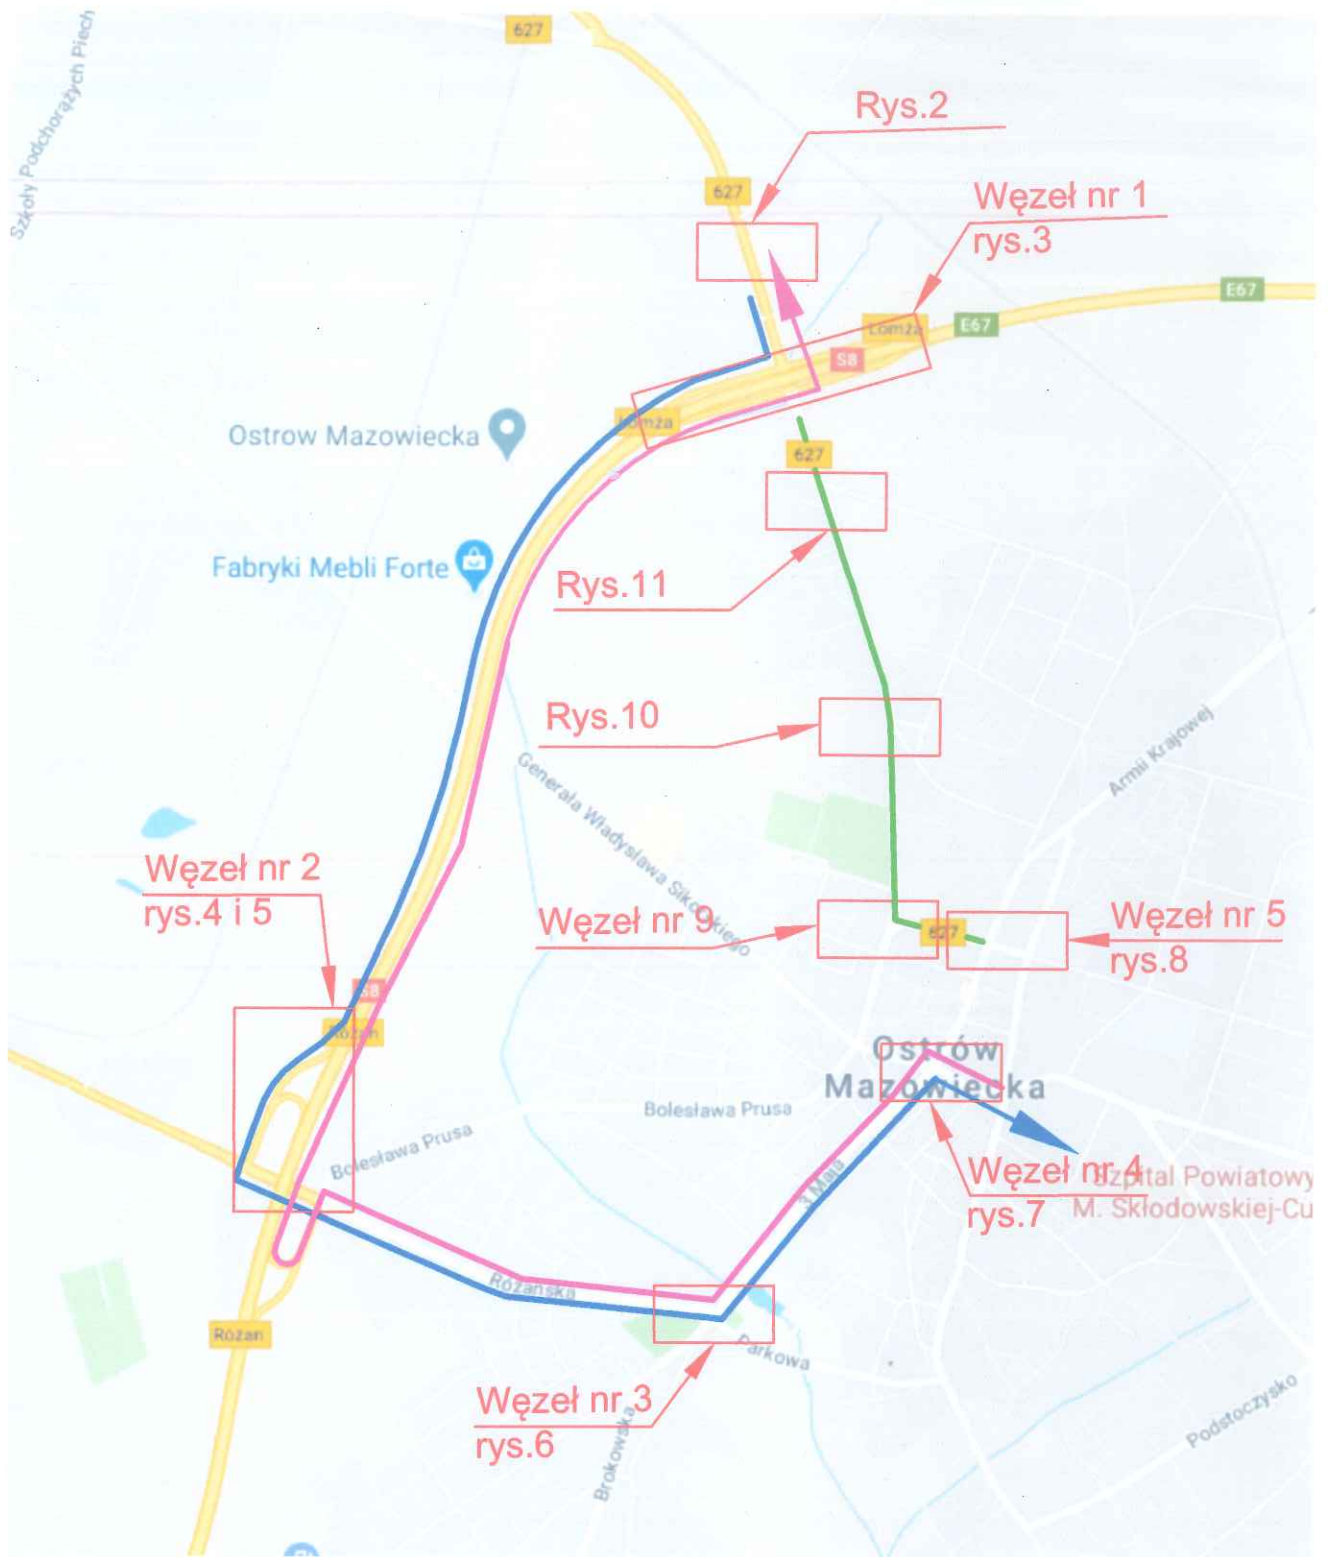 627
Szkoły Podchorążych Piech
Rys.2
627
Węzeł nr 1
rys.3
E67
Łomża
E67
S8
Łomża
Ostrow Mazowiecka
627
Fabryki Mebli Forte
Rys.11
Rys.10
Armii Krajowej
Generała Władysława Sikorskiego
Węzeł nr 2
rys.4 i 5
Węzeł nr 9
627
Węzeł nr 5
rys.8
S8
Różan
Ostrów
Mazowiecka
Bolesława Prusa
Bolesława Prusa
3 Maja
Węzeł nr 4
rys.7
Szpital Powiatowy
M. Skłodowskiej-Cu
Różańska
Różan
Parkowa
Węzeł nr 3
rys.6
Brokowska
Podstoczysko